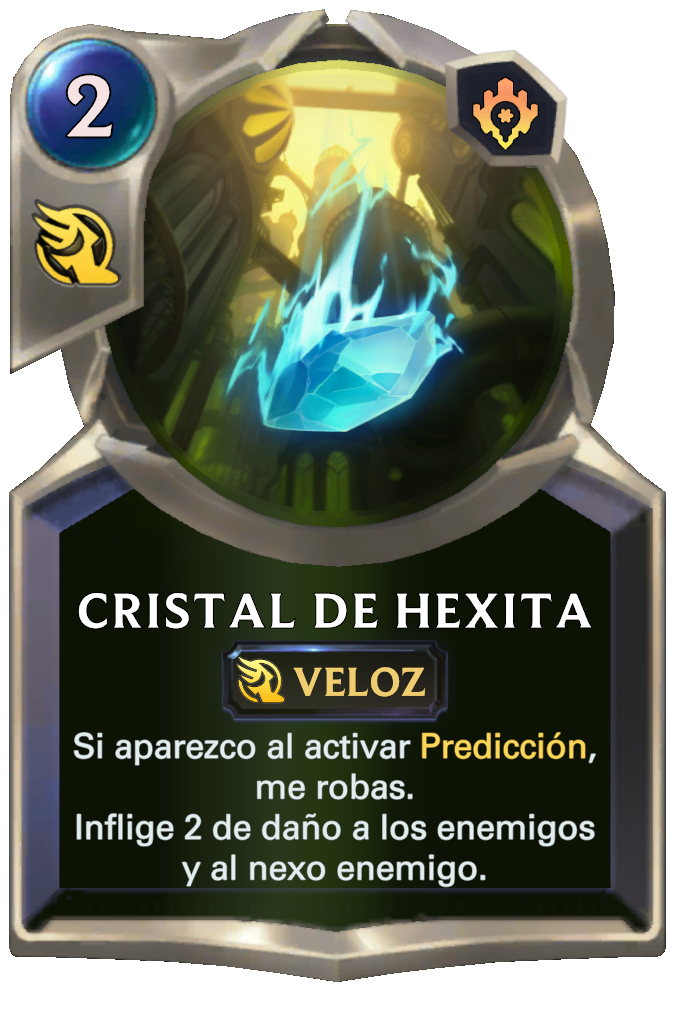 2
CRISTAL DE HEXITA
VELOZ
Si aparezco al activar Predicción,
me robas.
Inflige 2 de daño a los enemigos
y al nexo enemigo.